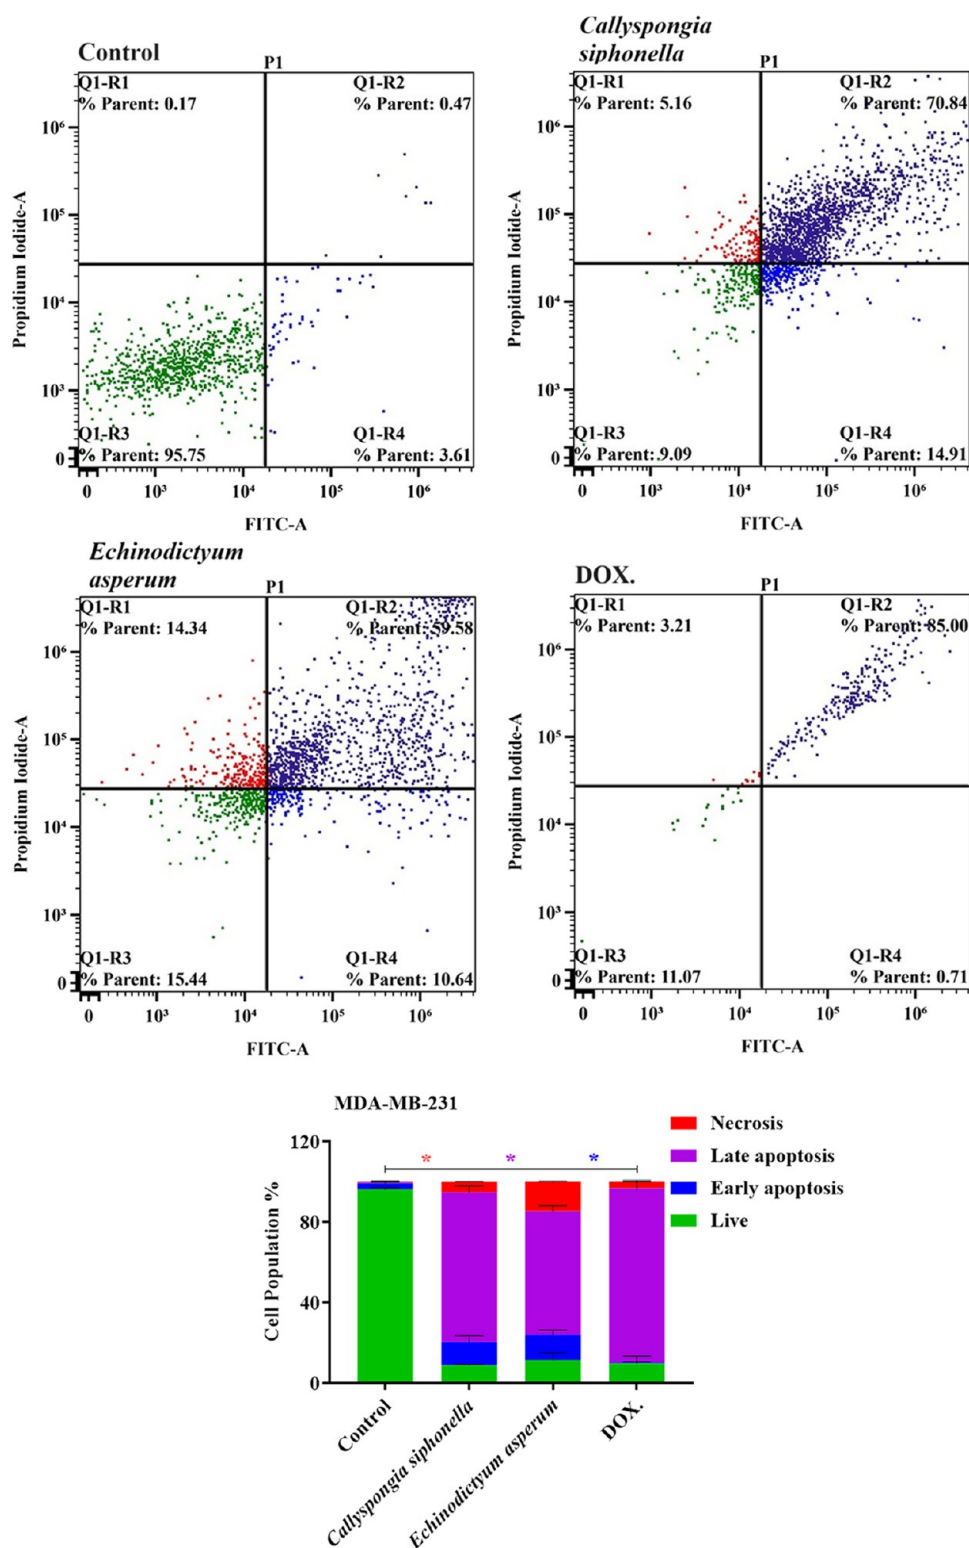 Control
P1
Q1-R1
% Parent: 0.17
Q1-R2
% Parent: 0.47
10⁶
10⁵
10⁴
10³
0
Propidium Iodide-A
Q1-R3
% Parent: 95.75
Q1-R4
% Parent: 3.61
0 10³ 10⁴ 10⁵ 10⁶
FITC-A
Callyspongia
siphonella
P1
Q1-R1
% Parent: 5.16
Q1-R2
% Parent: 70.84
10⁶
10⁵
10⁴
10³
0
Propidium Iodide-A
Q1-R3
% Parent: 9.09
Q1-R4
% Parent: 14.91
0 10³ 10⁴ 10⁵ 10⁶
FITC-A
Echinodictyum
asperum
P1
Q1-R1
% Parent: 14.34
Q1-R2
% Parent: 59.58
10⁶
10⁵
10⁴
10³
0
Propidium Iodide-A
Q1-R3
% Parent: 15.44
Q1-R4
% Parent: 10.64
0 10³ 10⁴ 10⁵ 10⁶
FITC-A
DOX.
P1
Q1-R1
% Parent: 3.21
Q1-R2
% Parent: 85.00
10⁶
10⁵
10⁴
10³
0
Propidium Iodide-A
Q1-R3
% Parent: 11.07
Q1-R4
% Parent: 0.71
0 10³ 10⁴ 10⁵ 10⁶
FITC-A
MDA-MB-231
120
80
40
0
Cell Population %
* * *
Necrosis
Late apoptosis
Early apoptosis
Live
Control
Callyspongia siphonella
Echinodictyum asperum
DOX.